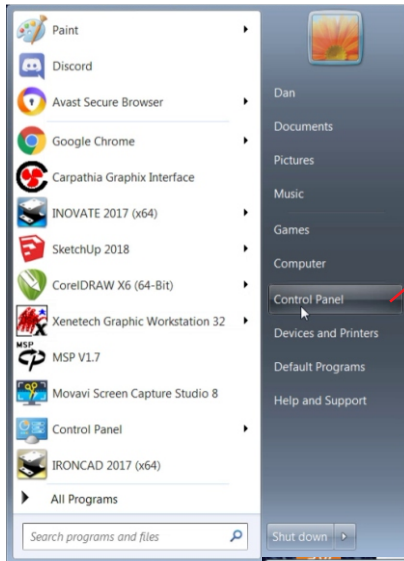 Paint
Discord
Avast Secure Browser
Google Chrome
Carpathia Graphix Interface
INOVATE 2017 (x64)
SketchUp 2018
CorelDRAW X6 (64-Bit)
Xenetech Graphic Workstation 32
MSP
MSP V1.7
Movavi Screen Capture Studio 8
Control Panel
IRONCAD 2017 (x64)
All Programs
Search programs and files
Dan
Documents
Pictures
Music
Games
Computer
Control Panel
Devices and Printers
Default Programs
Help and Support
Shut down